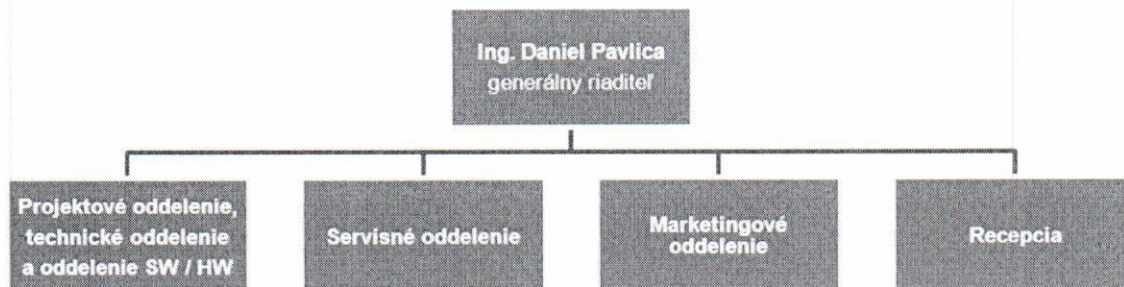 Ing. Daniel Pavlica
generálny riaditeľ
Projektové oddelenie,
technické oddelenie
a oddelenie SW / HW
Servisné oddelenie
Marketingové
oddelenie
Recepcia